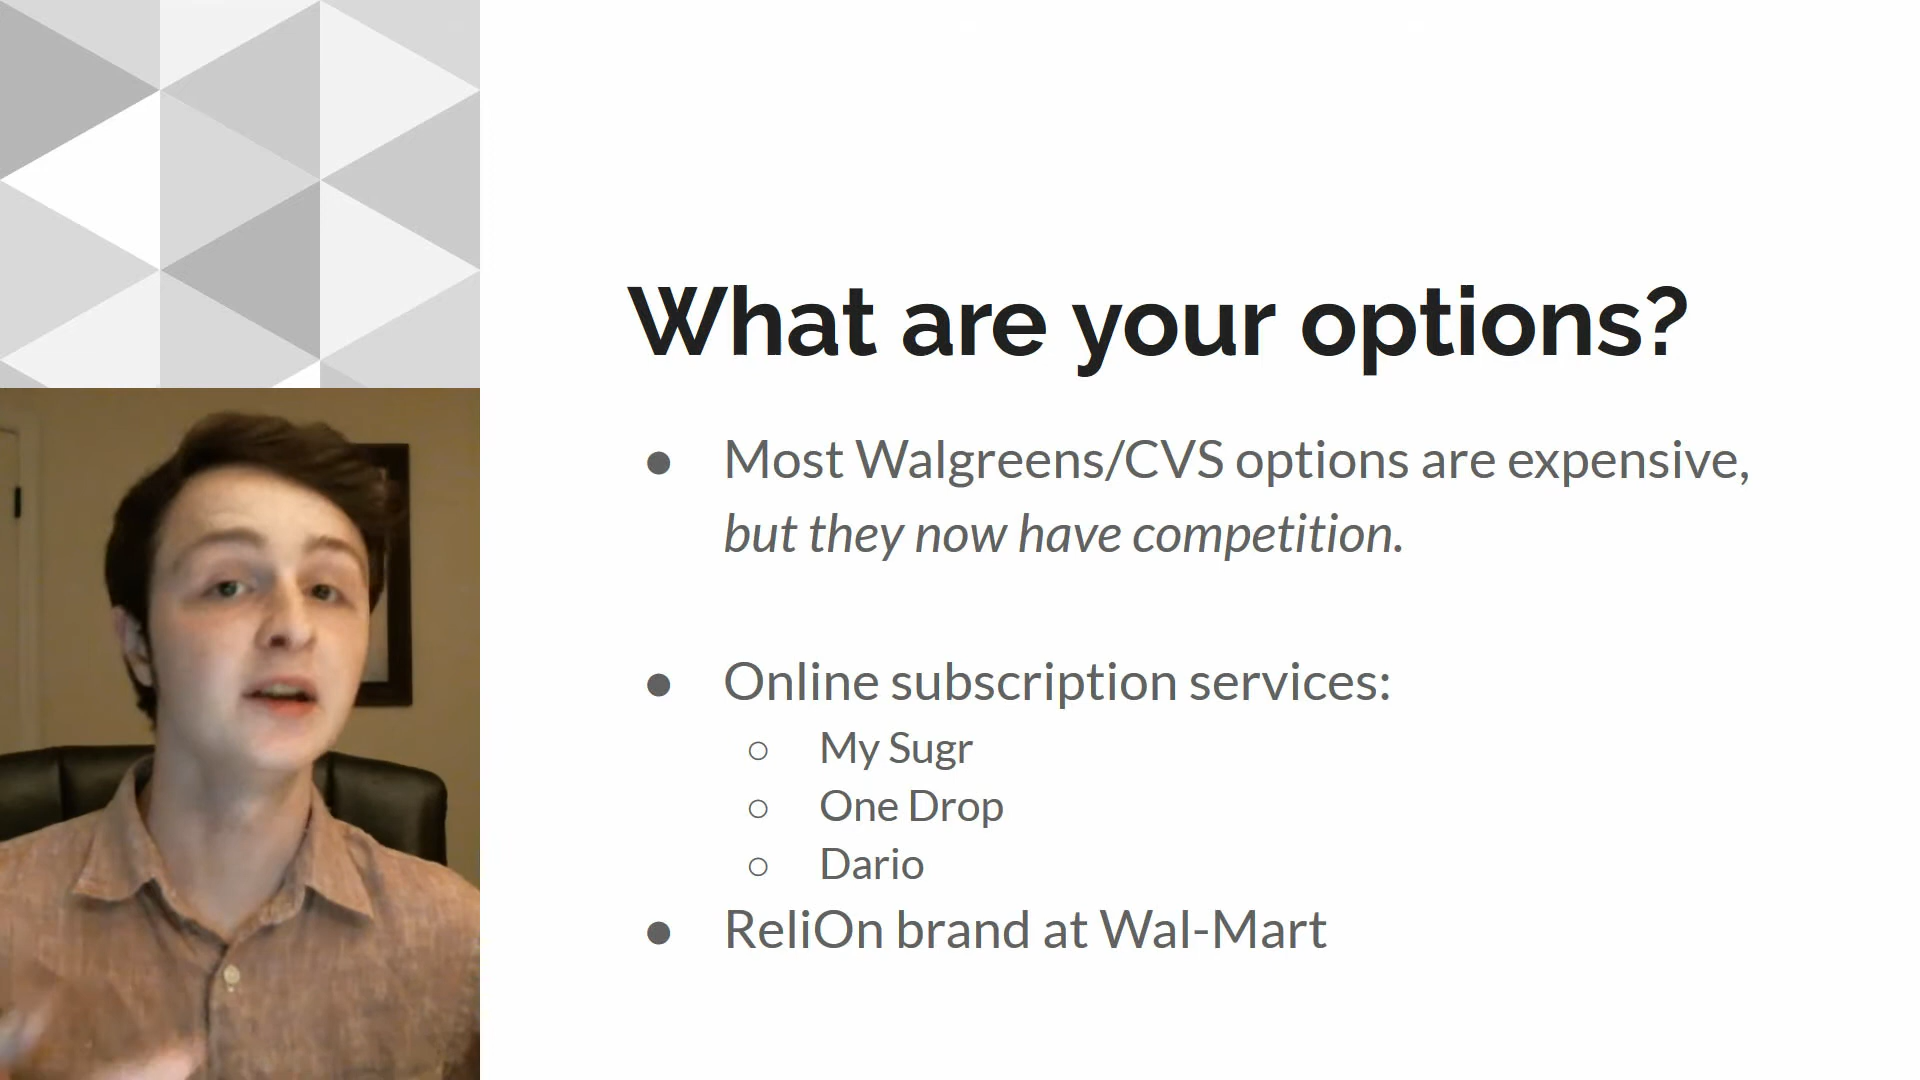 What are your options?
● Most Walgreens/CVS options are expensive,
but they now have competition.
● Online subscription services:
○ My Sugr
○ One Drop
○ Dario
● ReliOn brand at Wal-Mart